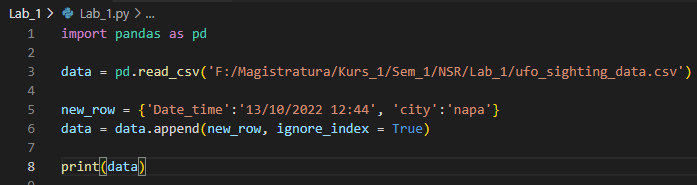 Lab_1 > Lab_1.py > ...
1 import pandas as pd
2
3 data = pd.read_csv('F:/Magistratura/Kurs_1/Sem_1/NSR/Lab_1/ufo_sighting_data.csv')
4
5 new_row = {'Date_time':'13/10/2022 12:44', 'city':'napa'}
6 data = data.append(new_row, ignore_index = True)
7
8 print(data)